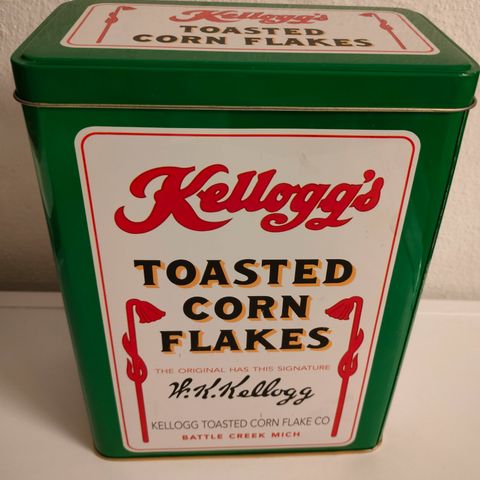 Kellogg's
TOASTED
CORN FLAKES
Kellogg's
TOASTED
CORN
FLAKES
THE ORIGINAL HAS THIS SIGNATURE
W.K.Kellogg
KELLOGG TOASTED CORN FLAKE CO
BATTLE CREEK MICH